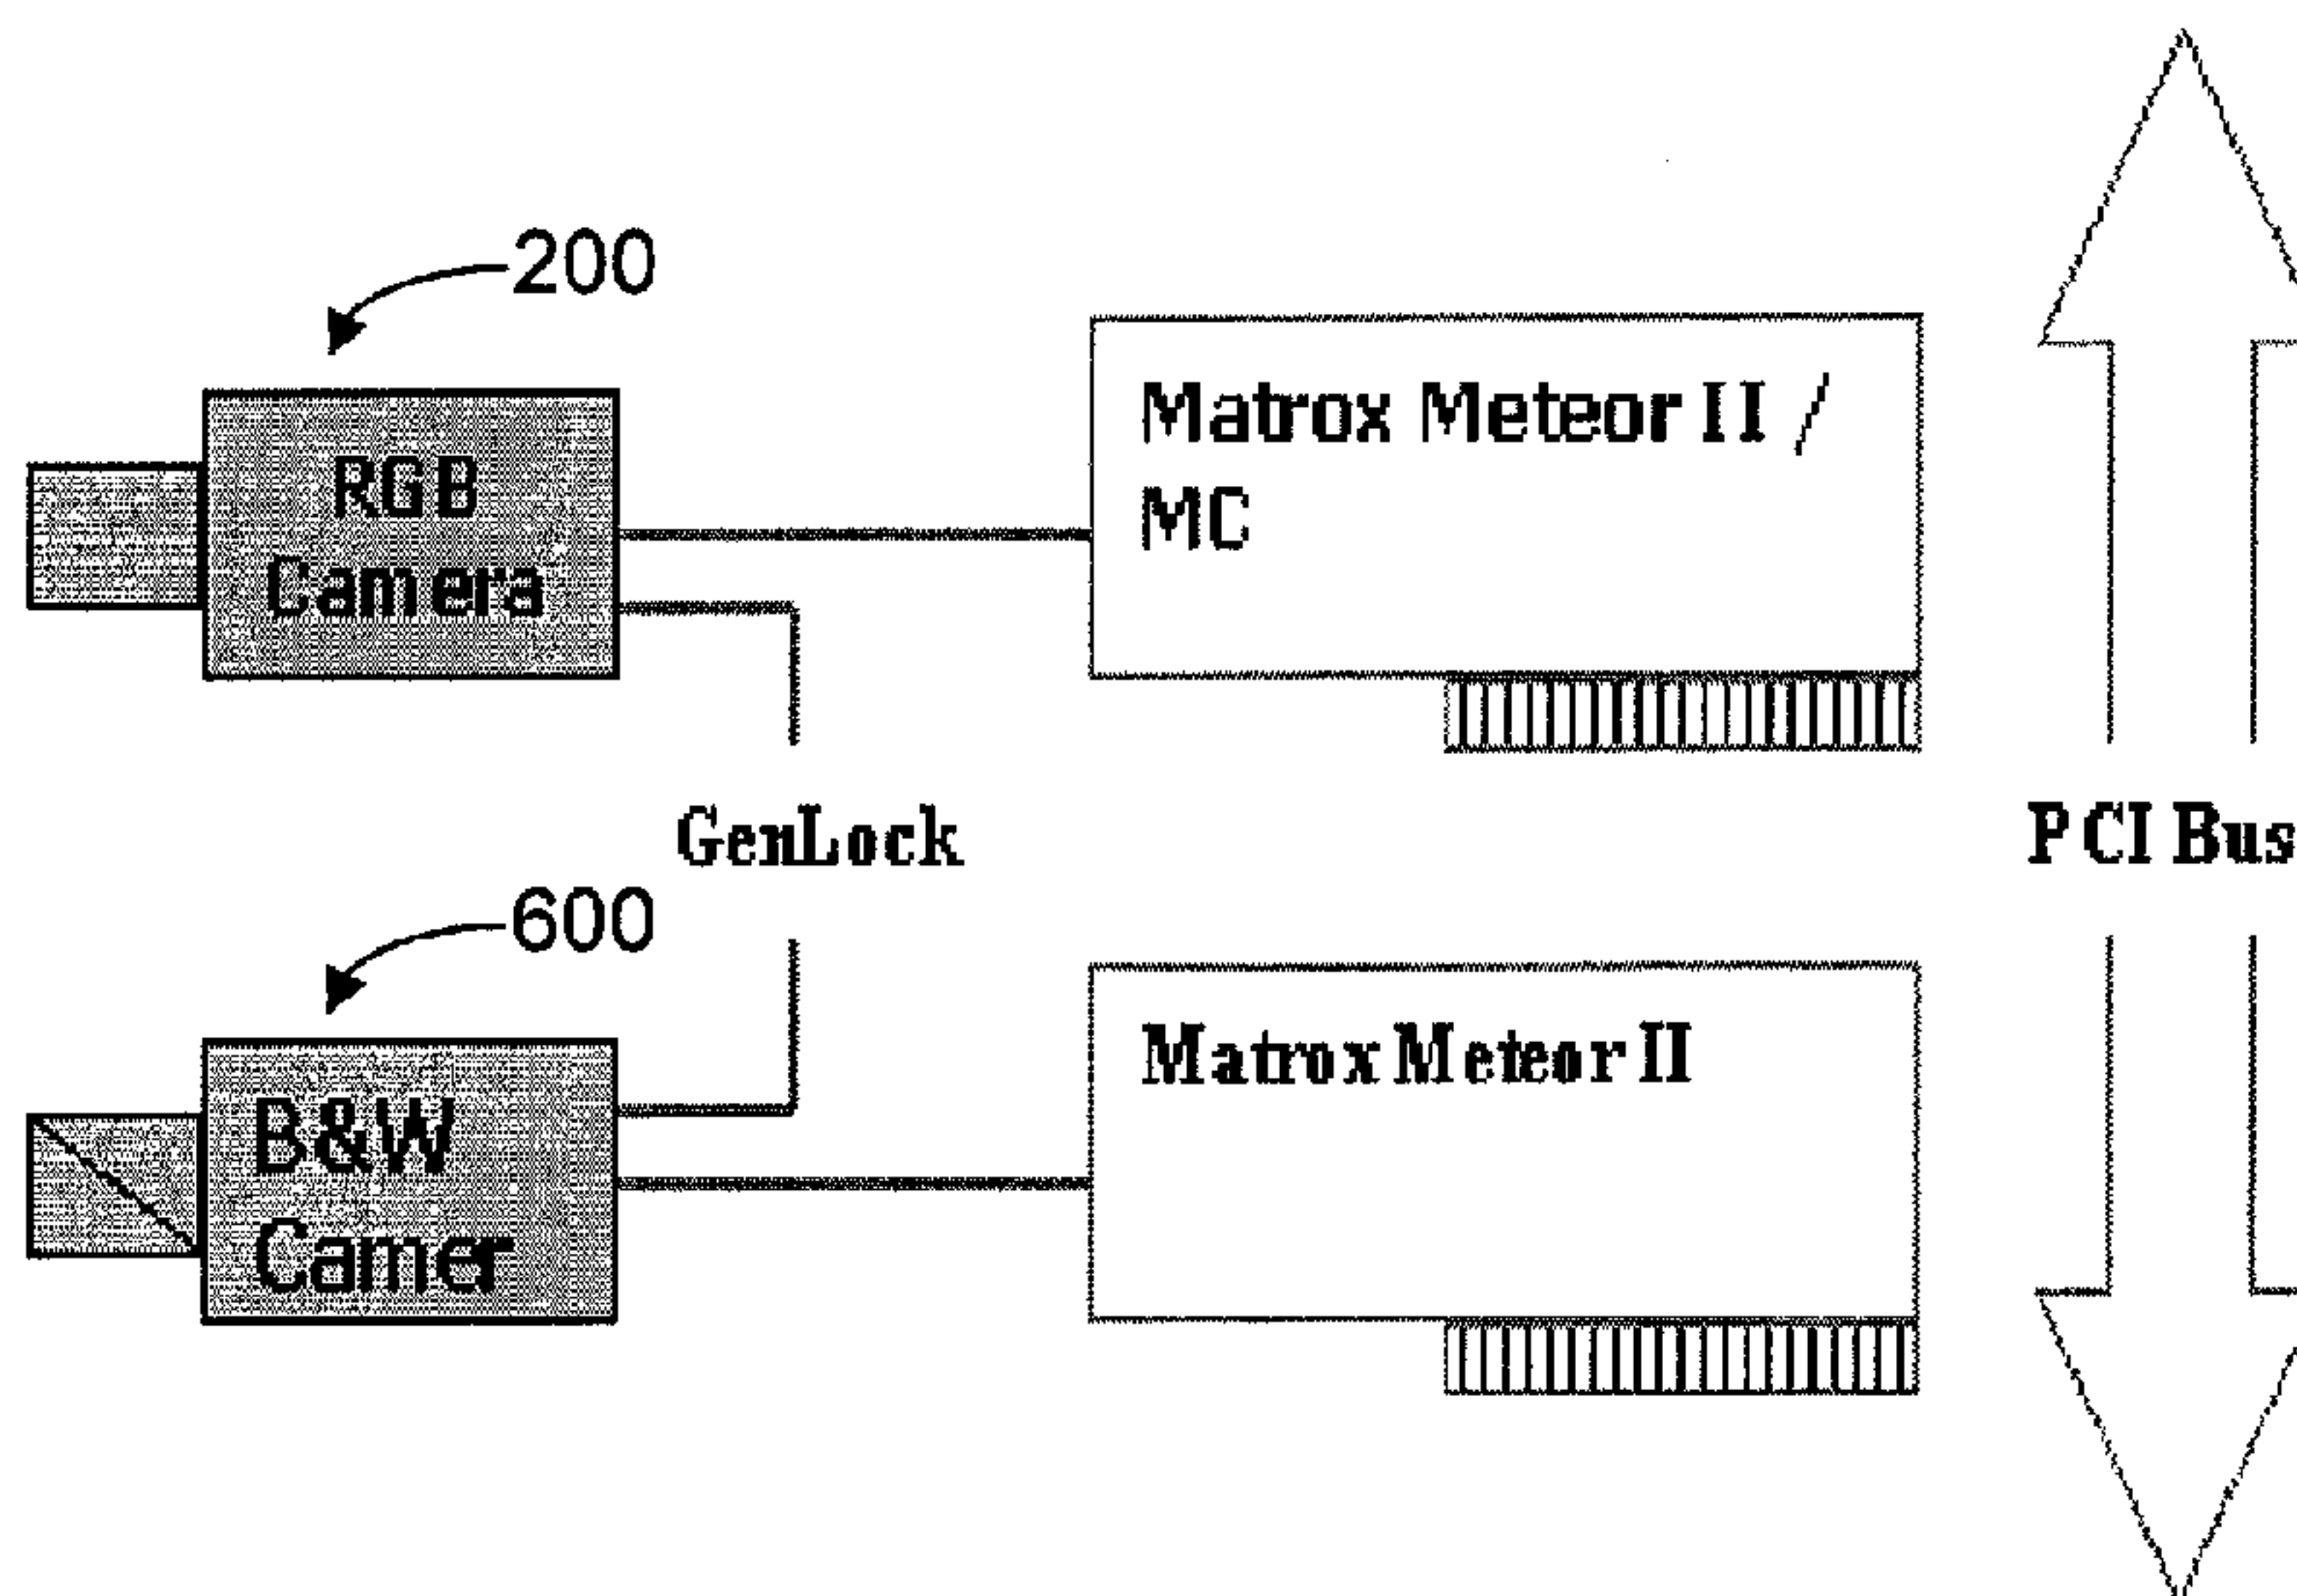 200
RGB
Camera
Matrox Meteor II /
MC
GenLock
PCI Bus
600
B&W
Camer
Matrox Meteor II